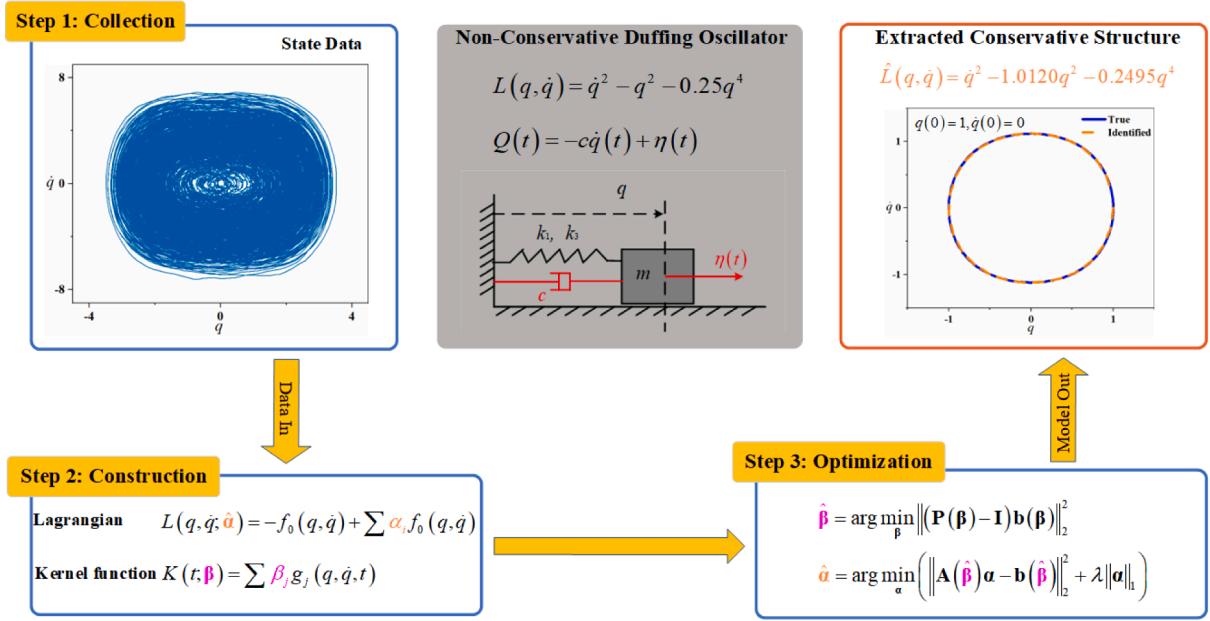 Step 1: Collection
State Data
8
q̇ 0
-8
-4 0 4
q
Non-Conservative Duffing Oscillator
L(q,q̇) = q̇² − q² − 0.25q⁴
Q(t) = −cq̇(t) + η(t)
q
k₁, k₃
m
η(t)
c
Extracted Conservative Structure
L̂(q,q̇) = q̇² −1.0120q² −0.2495q⁴
q(0)=1, q̇(0)=0
True
Identified
1
q̇ 0
-1
-1 0 1
q
Data In
Model Out
Step 2: Construction
Lagrangian L(q,q̇;α̂) = −f₀(q,q̇) + ∑ αᵢ f₀(q,q̇)
Kernel function K(t;β) = ∑ βⱼ gⱼ(q,q̇,t)
Step 3: Optimization
β̂ = arg min_β ‖(P(β)−I)b(β)‖₂²
α̂ = arg min_α (‖A(β̂)α − b(β̂)‖₂² + λ‖α‖₁)